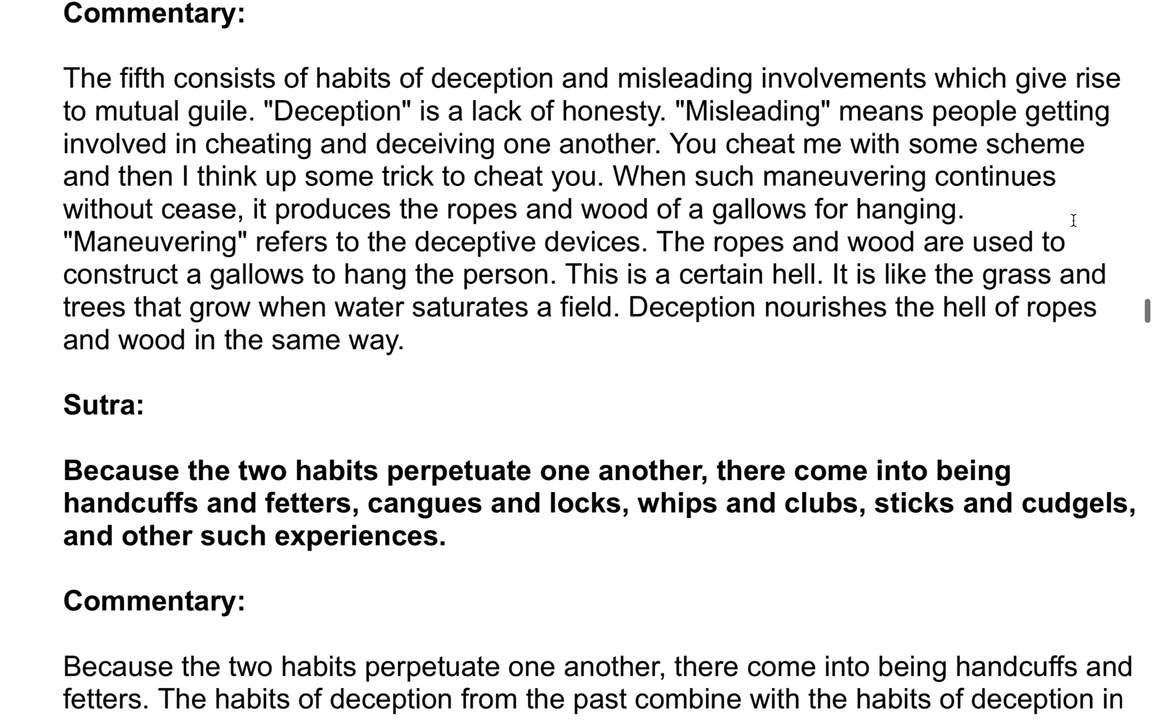 Commentary:
The fifth consists of habits of deception and misleading involvements which give rise
to mutual guile. "Deception" is a lack of honesty. "Misleading" means people getting
involved in cheating and deceiving one another. You cheat me with some scheme
and then I think up some trick to cheat you. When such maneuvering continues
without cease, it produces the ropes and wood of a gallows for hanging.
"Maneuvering" refers to the deceptive devices. The ropes and wood are used to
construct a gallows to hang the person. This is a certain hell. It is like the grass and
trees that grow when water saturates a field. Deception nourishes the hell of ropes
and wood in the same way.
Sutra:
Because the two habits perpetuate one another, there come into being
handcuffs and fetters, cangues and locks, whips and clubs, sticks and cudgels,
and other such experiences.
Commentary:
Because the two habits perpetuate one another, there come into being handcuffs and
fetters. The habits of deception from the past combine with the habits of deception in